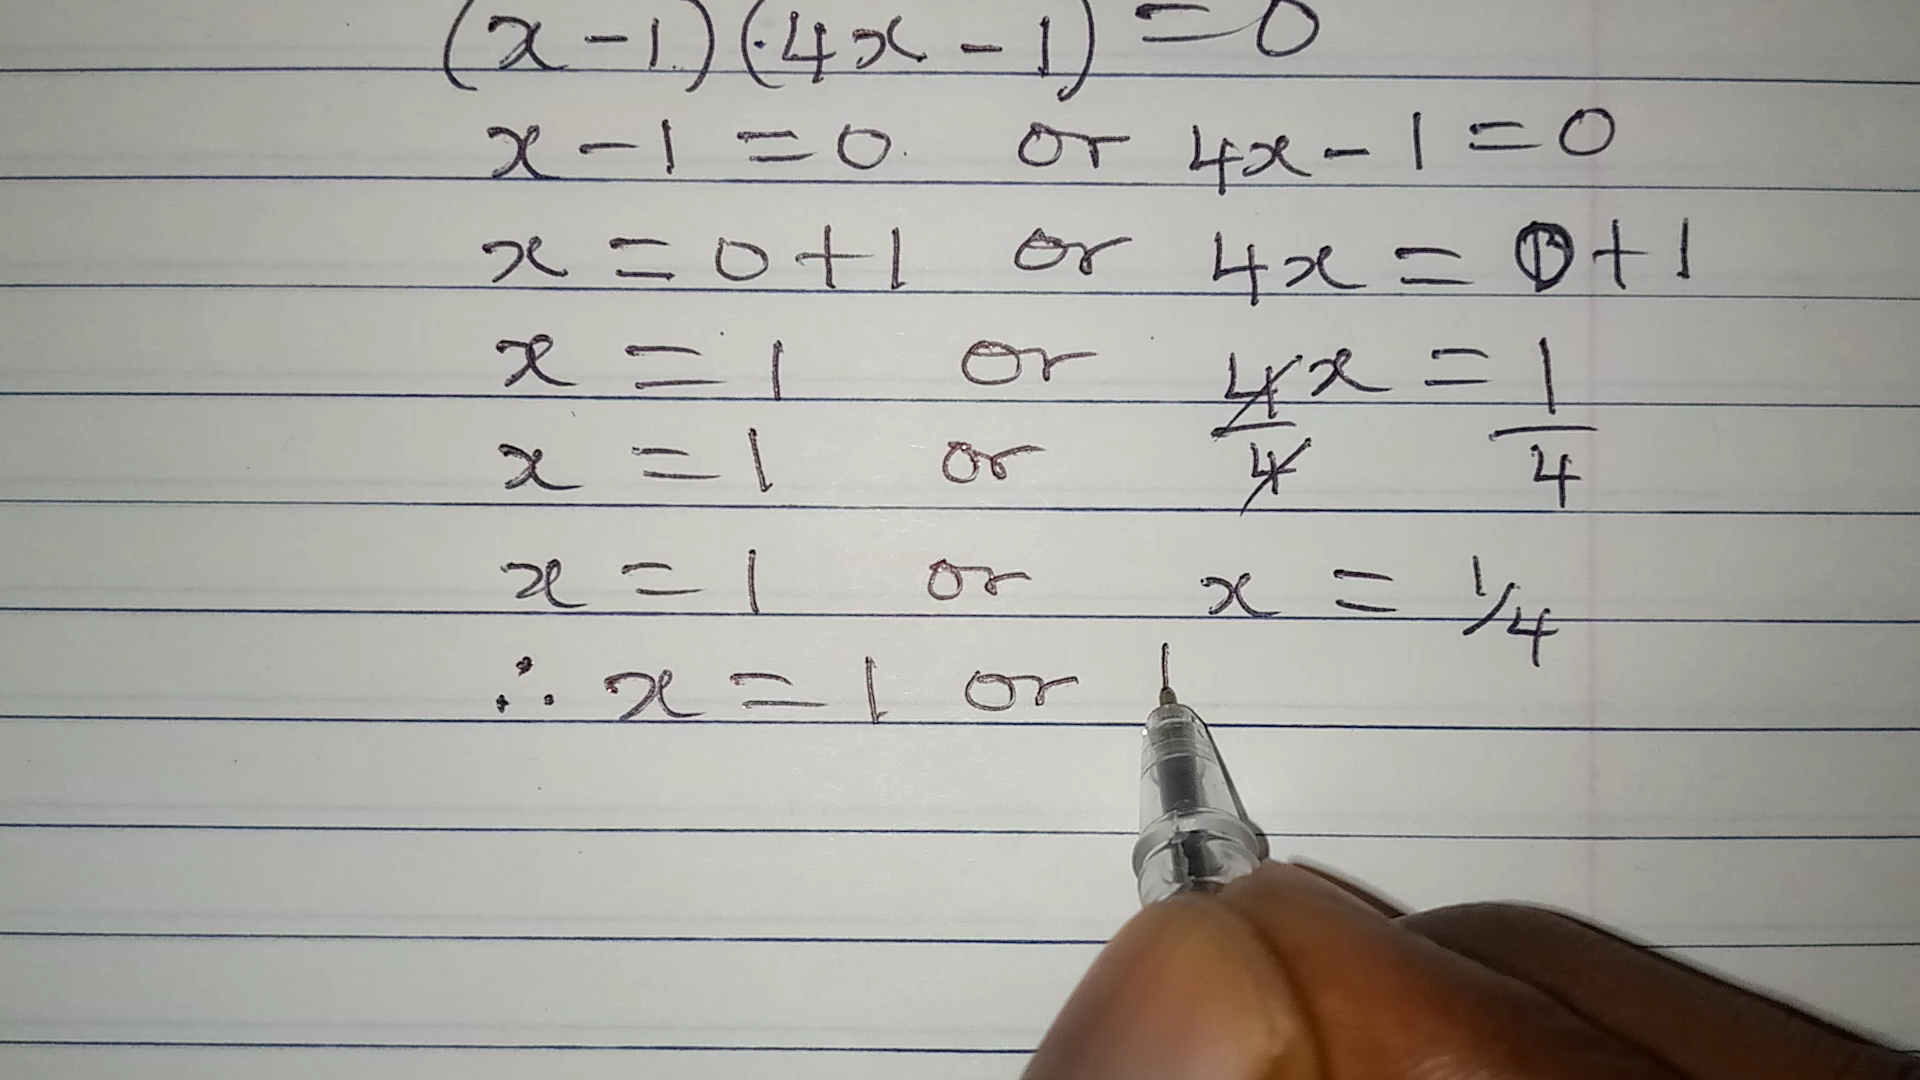 (x - 1)(4x - 1) = 0
x - 1 = 0 or 4x - 1 = 0
x = 0 + 1 or 4x = 0 + 1
x = 1 or 4x/4 = 1/4
x = 1 or
x = 1 or x = 1/4
∴ x = 1 or 1